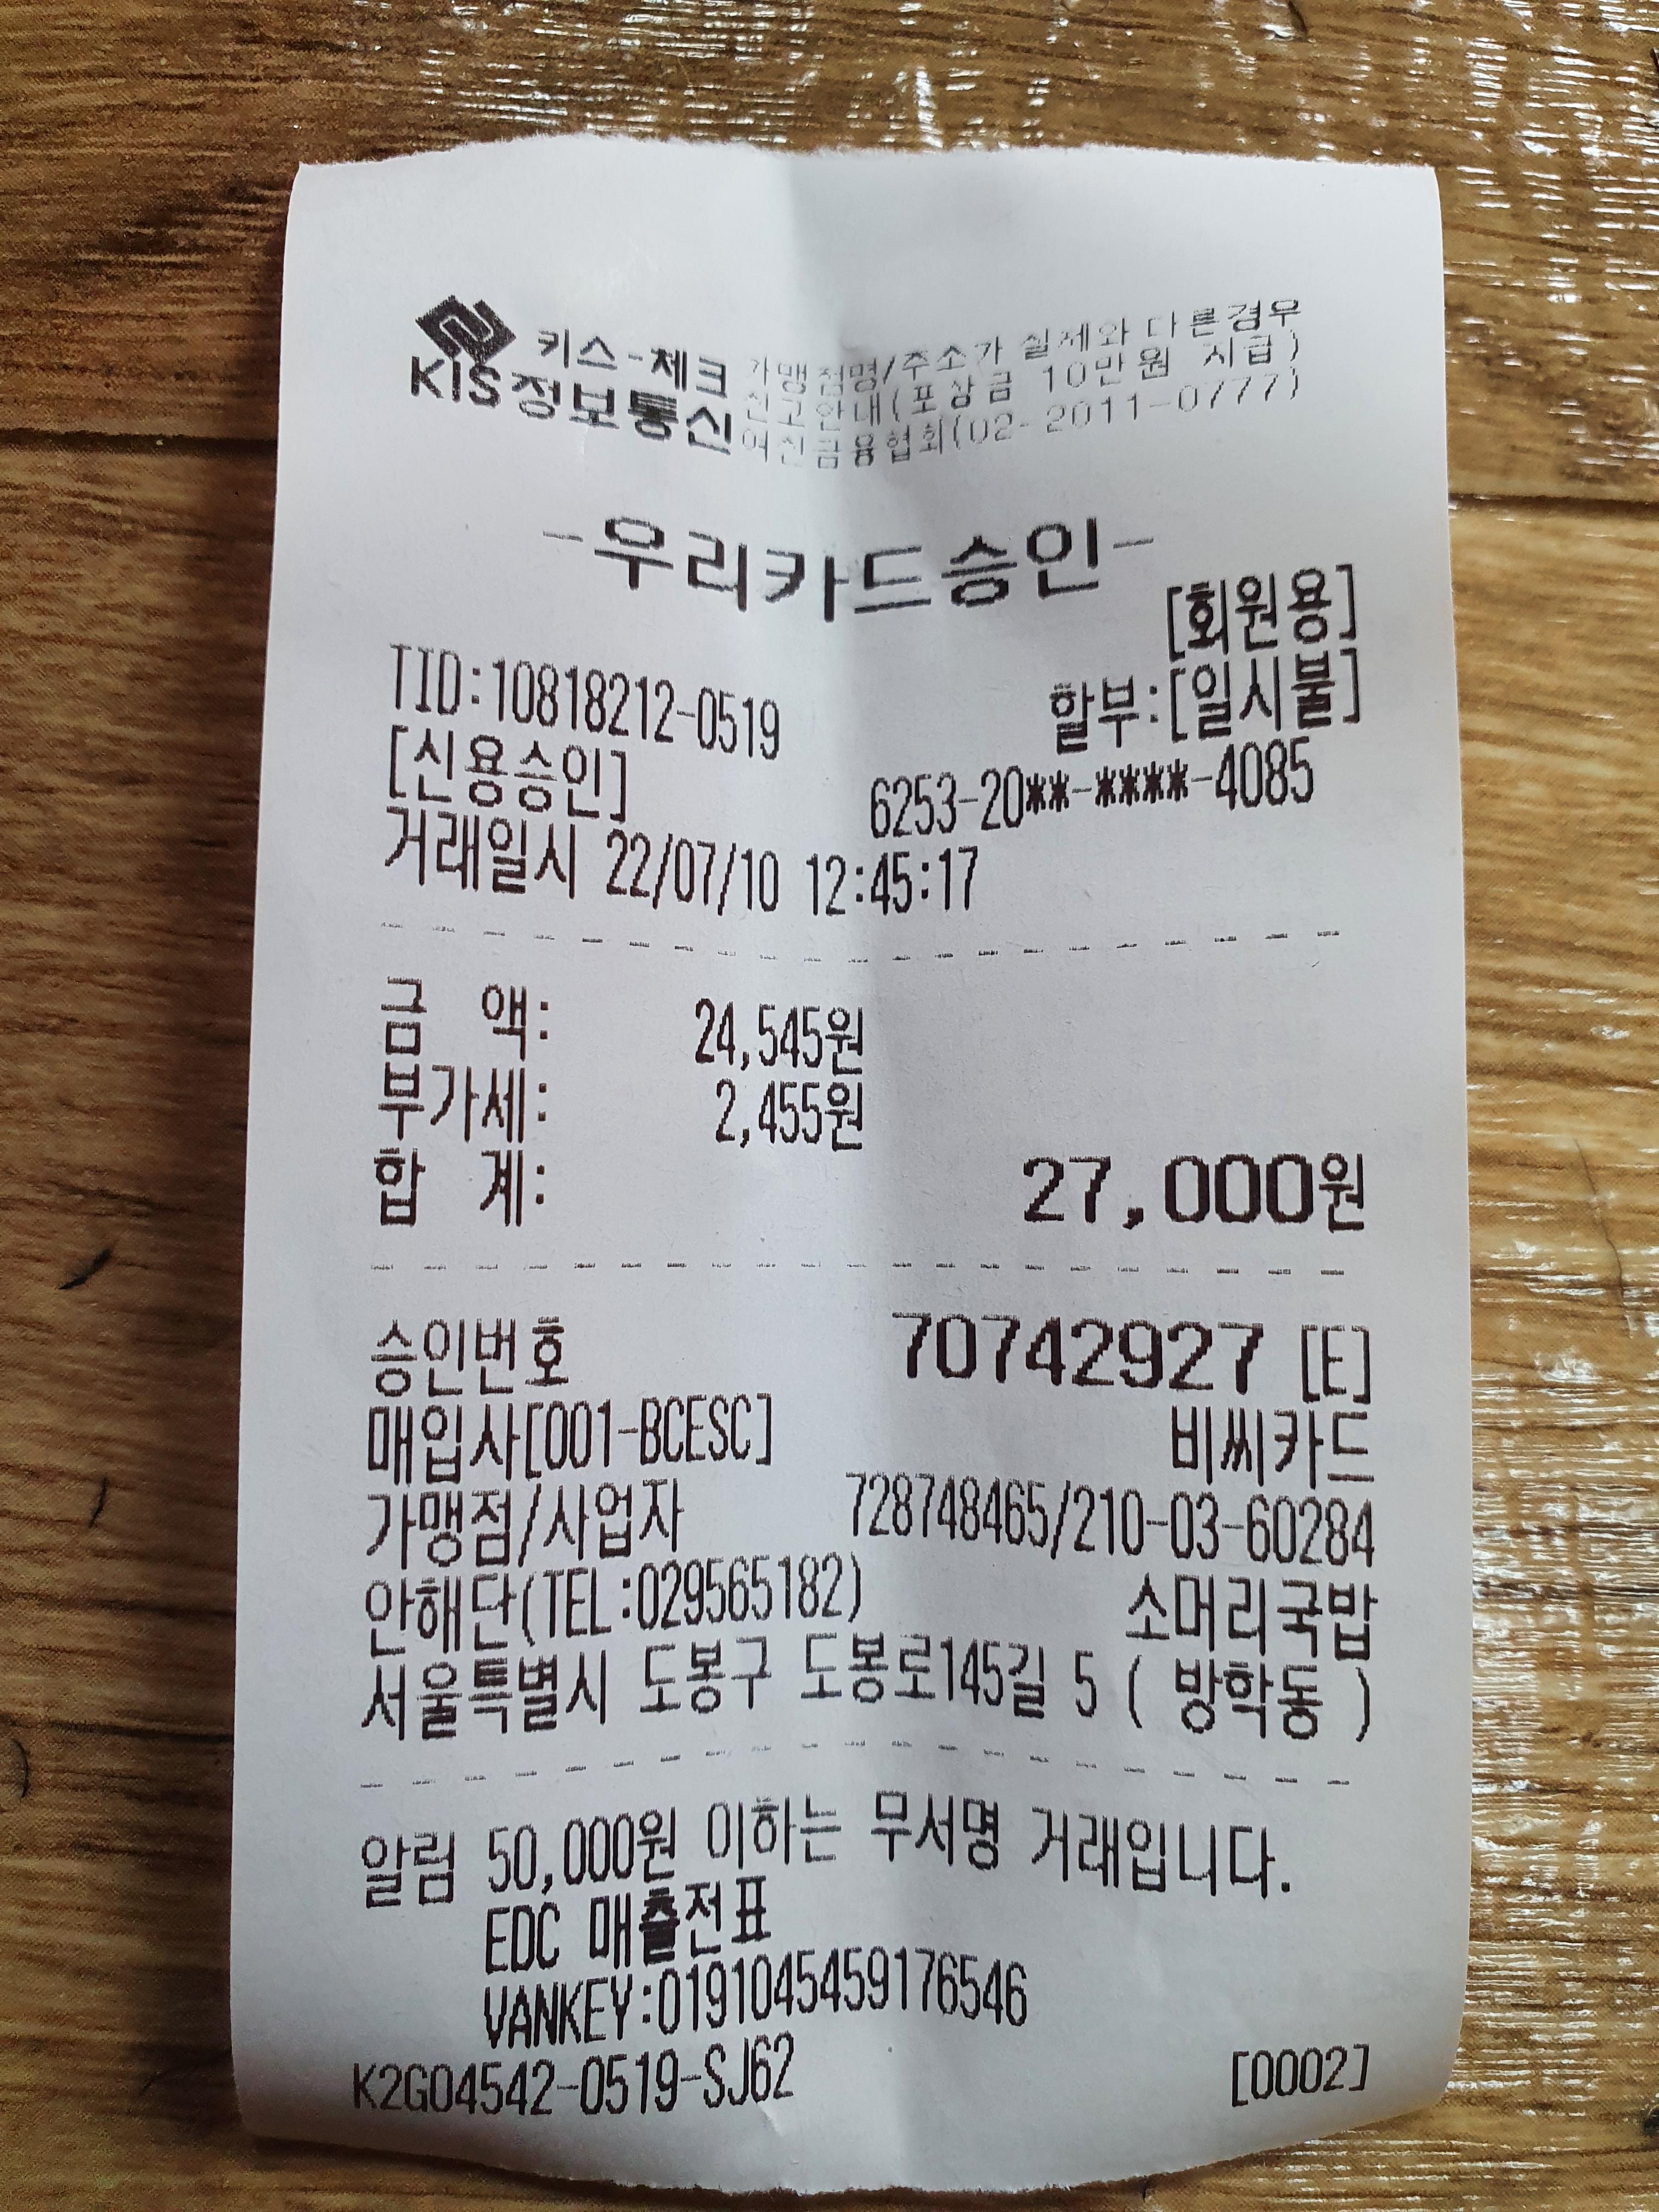 키스-체크
KIS정보통신
가맹점명/주소가 실제와 다른경우
신고안내(포상금 10만원 지급)
여신금융협회(02-2011-0777)
-우리카드승인-
[회원용]
TID:10818212-0519 할부:[일시불]
[신용승인] 6253-20**-****-4085
거래일시 22/07/10 12:45:17
금 액: 24,545원
부가세: 2,455원
합 계: 27,000원
승인번호 70742927 [E]
매입사[001-BCESC] 비씨카드
가맹점/사업자 728748465/210-03-60284
안해단(TEL:029565182) 소머리국밥
서울특별시 도봉구 도봉로145길 5 ( 방학동 )
알림 50,000원 이하는 무서명 거래입니다.
EDC 매출전표
VANKEY:0191045459176546
K2G04542-0519-SJ62 [0002]